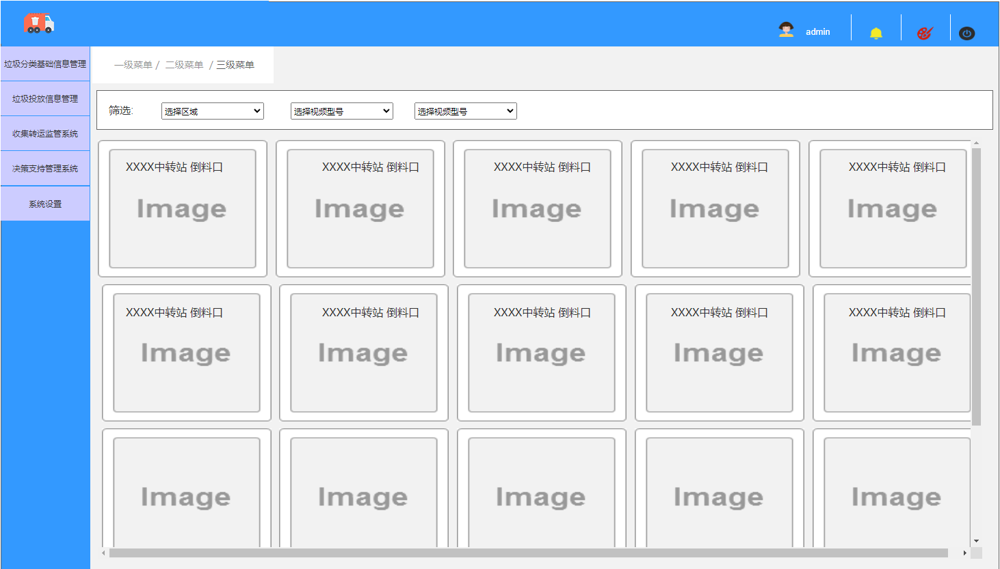 admin
垃圾分类基础信息管理
垃圾投放信息管理
收集转运监管系统
决策支持管理系统
系统设置
一级菜单 / 二级菜单 / 三级菜单
筛选: 选择区域 选择视频型号 选择视频型号
XXXX中转站 倒料口 XXXX中转站 倒料口 XXXX中转站 倒料口 XXXX中转站 倒料口 XXXX中转站 倒料口
Image Image Image Image Image
XXXX中转站 倒料口 XXXX中转站 倒料口 XXXX中转站 倒料口 XXXX中转站 倒料口 XXXX中转站 倒料口
Image Image Image Image Image
Image Image Image Image Image